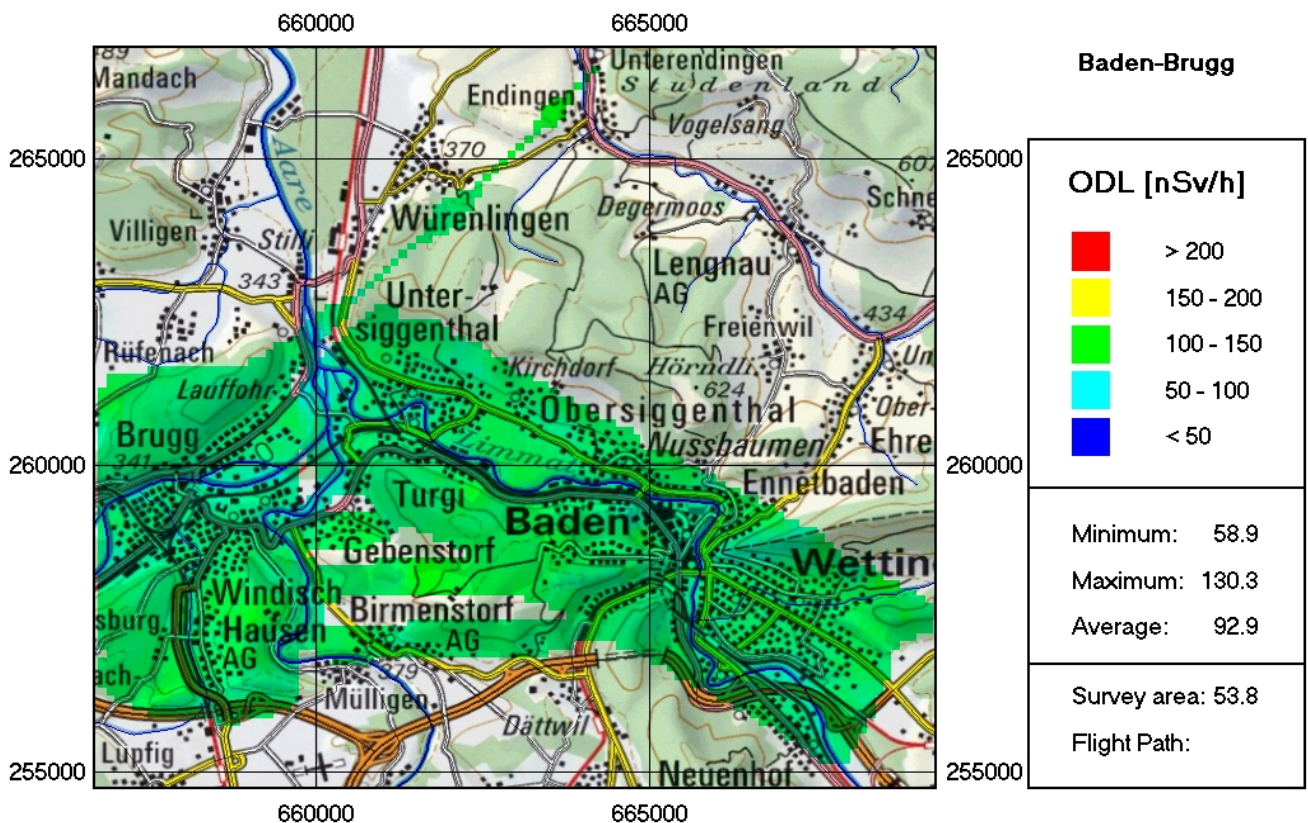 660000 665000
Baden-Brugg
489 Mandach
Unterendingen
Studenland
Endingen
Vogelsang
265000
370
265000
607
ODL [nSv/h]
Aare
Schne
Würenlingen
Degermoos
Villigen
Stilli
> 200
Lengnau
AG
343
Unter-
siggenthal
150 - 200
434
Freienwil
100 - 150
Rüfenach
Un
Kirchdorf
Hörndli
624
Lauffohr
50 - 100
Obersiggenthal
Ober-
Ehre
Brugg
Limmat
Nussbaumen
< 50
341
260000
260000
Turgi
Ennetbaden
Baden
Minimum: 58.9
Gebenstorf
Wetting
Maximum: 130.3
Windisch
Birmenstorf
AG
sburg
Hausen
AG
Average: 92.9
ach-
379
Mülligen
Survey area: 53.8
Dättwil
Flight Path:
Lupfig
255000
Neuenhof
255000
660000 665000